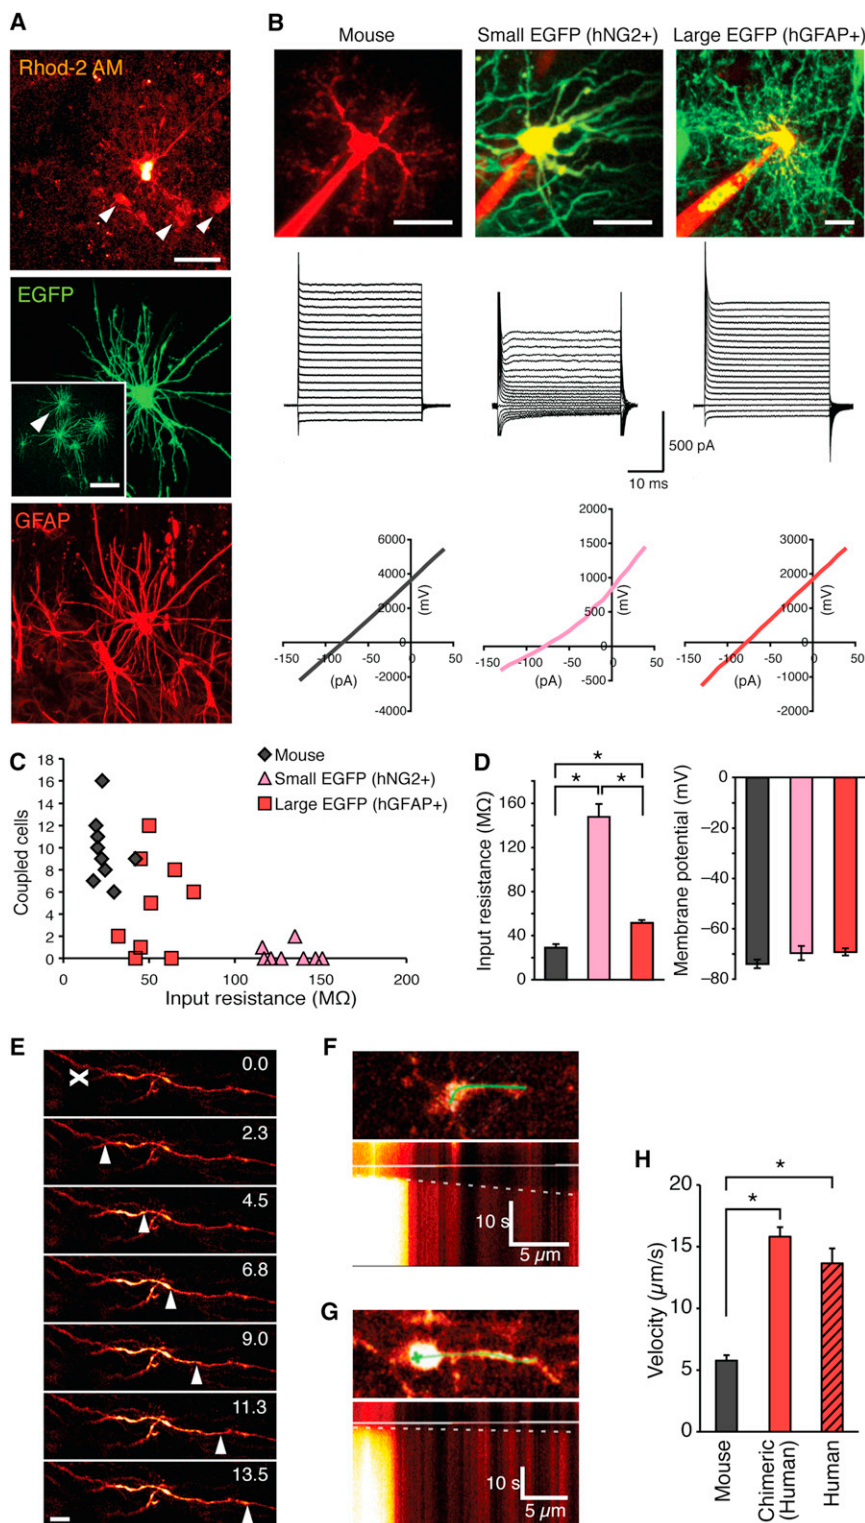 A
Rhod-2 AM
EGFP
GFAP
B
Mouse
Small EGFP (hNG2+)
Large EGFP (hGFAP+)
500 pA
10 ms
6000
4000
2000
0
-2000
-4000
-150
-100
-50
0
50
(mV)
(pA)
2000
1500
1000
500
0
-500
-150
-100
-50
0
50
(mV)
(pA)
3000
2000
1000
0
-1000
-2000
-150
-100
-50
0
50
(mV)
(pA)
C
Coupled cells
18
16
14
12
10
8
6
4
2
0
0
50
100
150
200
Input resistance (MΩ)
Mouse
Small EGFP (hNG2+)
Large EGFP (hGFAP+)
D
Input resistance (MΩ)
160
120
80
40
0
*
*
*
Membrane potential (mV)
0
−20
−40
−60
−80
E
0.0
2.3
4.5
6.8
9.0
11.3
13.5
F
10 s
5 µm
G
10 s
5 µm
H
Velocity (µm/s)
20
15
10
5
0
*
*
Mouse
Chimeric
(Human)
Human